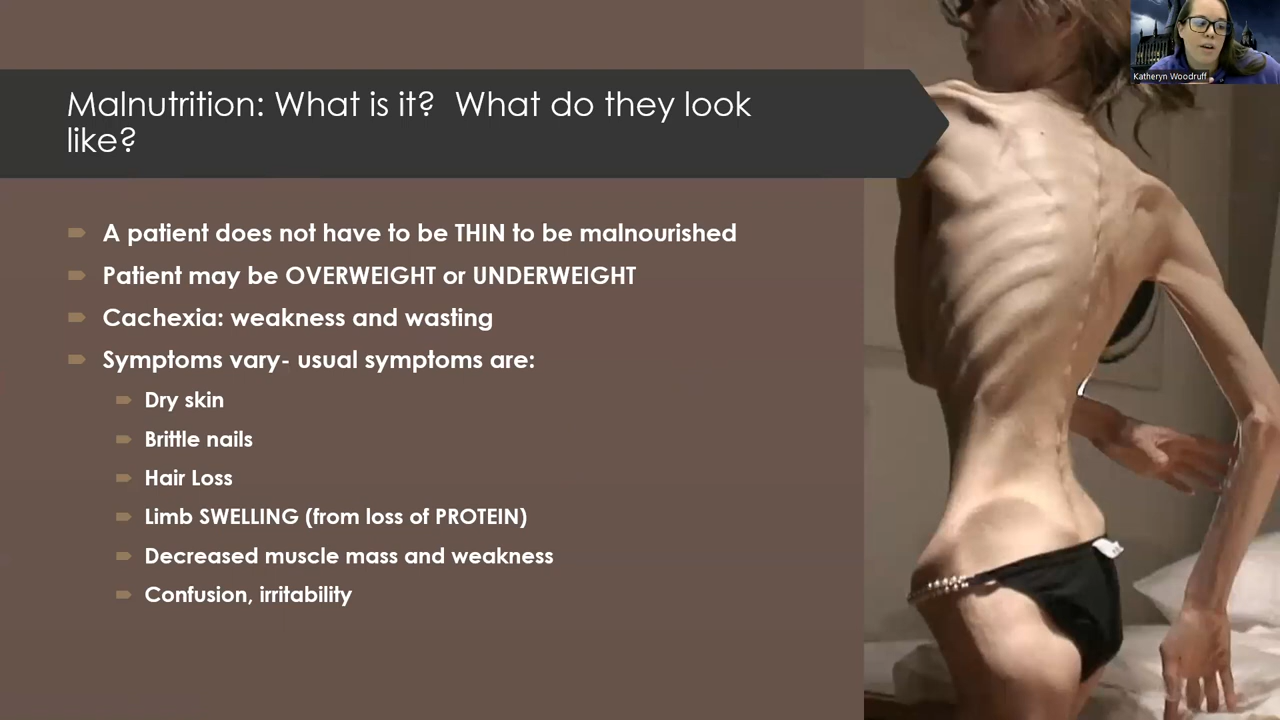 Katheryn Woodruff
Malnutrition: What is it?  What do they look
like?
A patient does not have to be THIN to be malnourished
Patient may be OVERWEIGHT or UNDERWEIGHT
Cachexia: weakness and wasting
Symptoms vary- usual symptoms are:
Dry skin
Brittle nails
Hair Loss
Limb SWELLING (from loss of PROTEIN)
Decreased muscle mass and weakness
Confusion, irritability